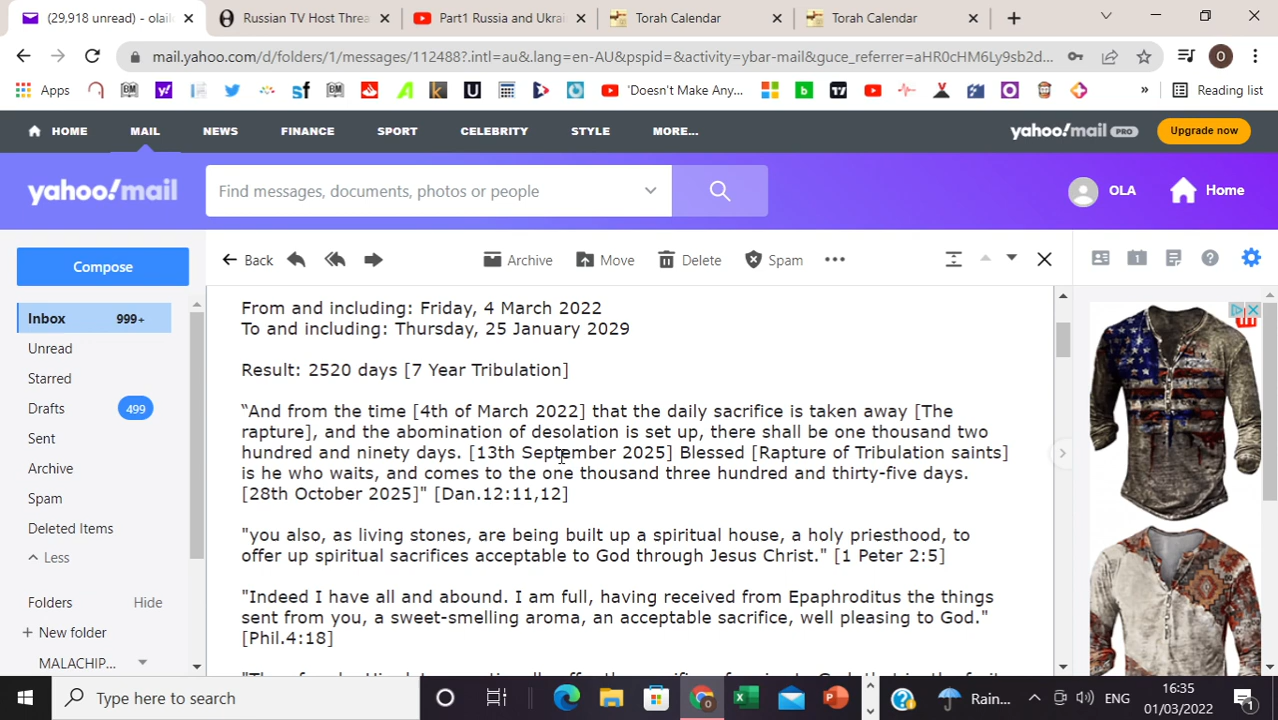 (29,918 unread) - olaik
Russian TV Host Threa
Part1 Russia and Ukrai
Torah Calendar
Torah Calendar
mail.yahoo.com/d/folders/1/messages/112488?.intl=au&.lang=en-AU&pspid=&activity=ybar-mail&guce_referrer=aHR0cHM6Ly9sb2d...
O
Apps
'Doesn't Make Any...
»
Reading list
HOME
MAIL
NEWS
FINANCE
SPORT
CELEBRITY
STYLE
MORE...
yahoo!mail PRO
Upgrade now
yahoo!mail
Find messages, documents, photos or people
OLA
Home
Compose
Back
Archive
Move
Delete
Spam
Inbox 999+
Unread
Starred
Drafts 499
Sent
Archive
Spam
Deleted Items
Less
Folders Hide
+ New folder
MALACHIP...
From and including: Friday, 4 March 2022
To and including: Thursday, 25 January 2029
Result: 2520 days [7 Year Tribulation]
“And from the time [4th of March 2022] that the daily sacrifice is taken away [The
rapture], and the abomination of desolation is set up, there shall be one thousand two
hundred and ninety days. [13th September 2025] Blessed [Rapture of Tribulation saints]
is he who waits, and comes to the one thousand three hundred and thirty-five days.
[28th October 2025]" [Dan.12:11,12]
"you also, as living stones, are being built up a spiritual house, a holy priesthood, to
offer up spiritual sacrifices acceptable to God through Jesus Christ." [1 Peter 2:5]
"Indeed I have all and abound. I am full, having received from Epaphroditus the things
sent from you, a sweet-smelling aroma, an acceptable sacrifice, well pleasing to God."
[Phil.4:18]
Type here to search
Rain...
ENG
16:35
01/03/2022